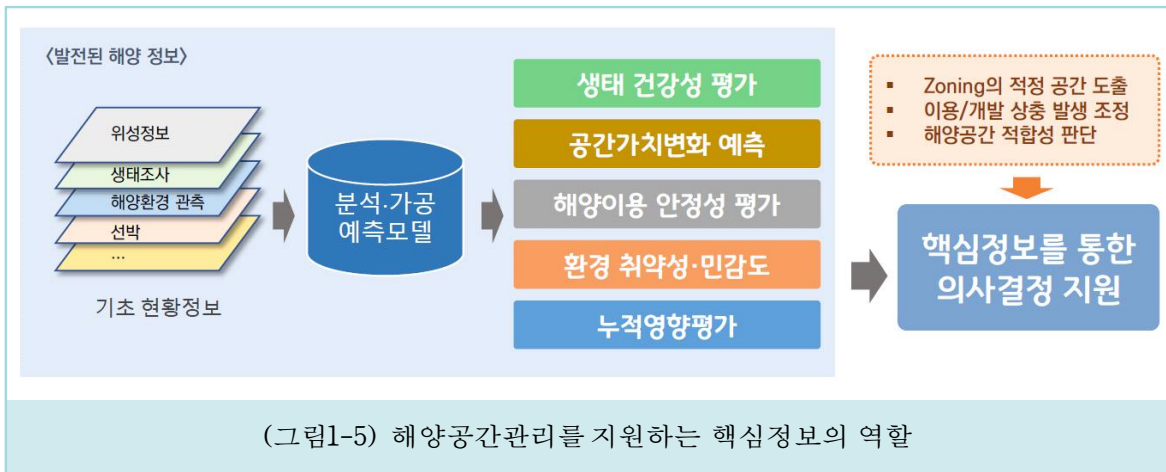 〈발전된 해양 정보〉
위성정보
생태조사
해양환경 관측
선박
...
기초 현황정보
분석·가공
예측모델
생태 건강성 평가
공간가치변화 예측
해양이용 안정성 평가
환경 취약성·민감도
누적영향평가
▪ Zoning의 적정 공간 도출
▪ 이용/개발 상충 발생 조정
▪ 해양공간 적합성 판단
핵심정보를 통한
의사결정 지원
(그림1-5) 해양공간관리를 지원하는 핵심정보의 역할